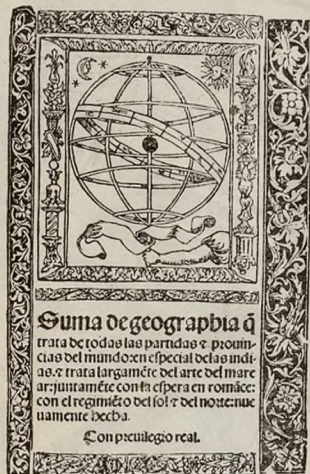 Suma de geographia q̃
trata de todas las partidas ⁊ prouin-
cias del mundo: en especial delas indi-
as. ⁊ trata largamẽte del arte del mare
ar: juntamẽte con la espera en romãce:
con el regimiẽto del sol ⁊ del norte: nue
uamente hecha.
Con preuilegio real.